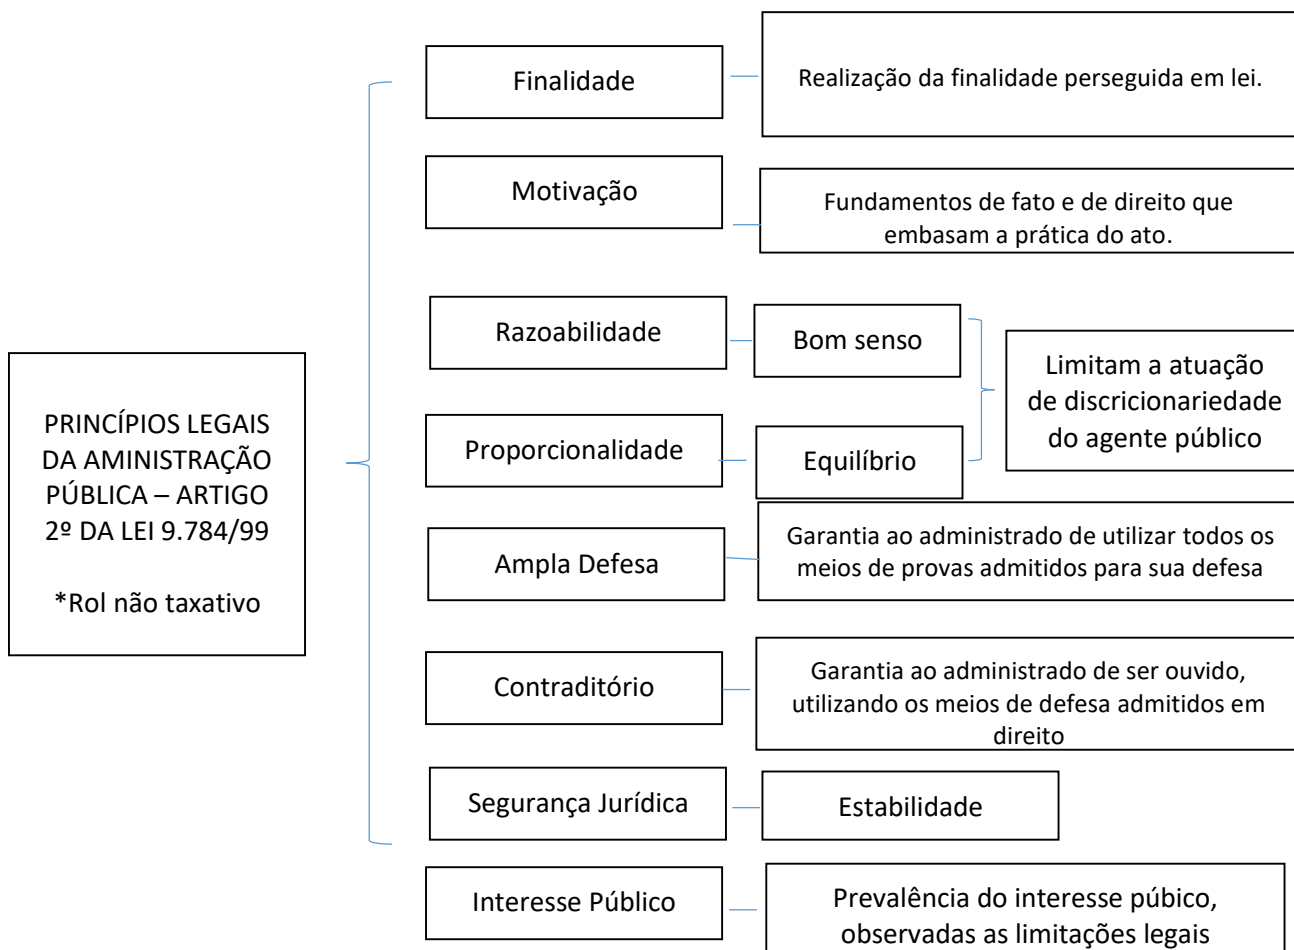 PRINCÍPIOS LEGAIS
DA AMINISTRAÇÃO
PÚBLICA – ARTIGO
2º DA LEI 9.784/99
*Rol não taxativo
Finalidade
Realização da finalidade perseguida em lei.
Motivação
Fundamentos de fato e de direito que
embasam a prática do ato.
Razoabilidade
Bom senso
Proporcionalidade
Equilíbrio
Limitam a atuação
de discricionariedade
do agente público
Ampla Defesa
Garantia ao administrado de utilizar todos os
meios de provas admitidos para sua defesa
Contraditório
Garantia ao administrado de ser ouvido,
utilizando os meios de defesa admitidos em
direito
Segurança Jurídica
Estabilidade
Interesse Público
Prevalência do interesse púbico,
observadas as limitações legais